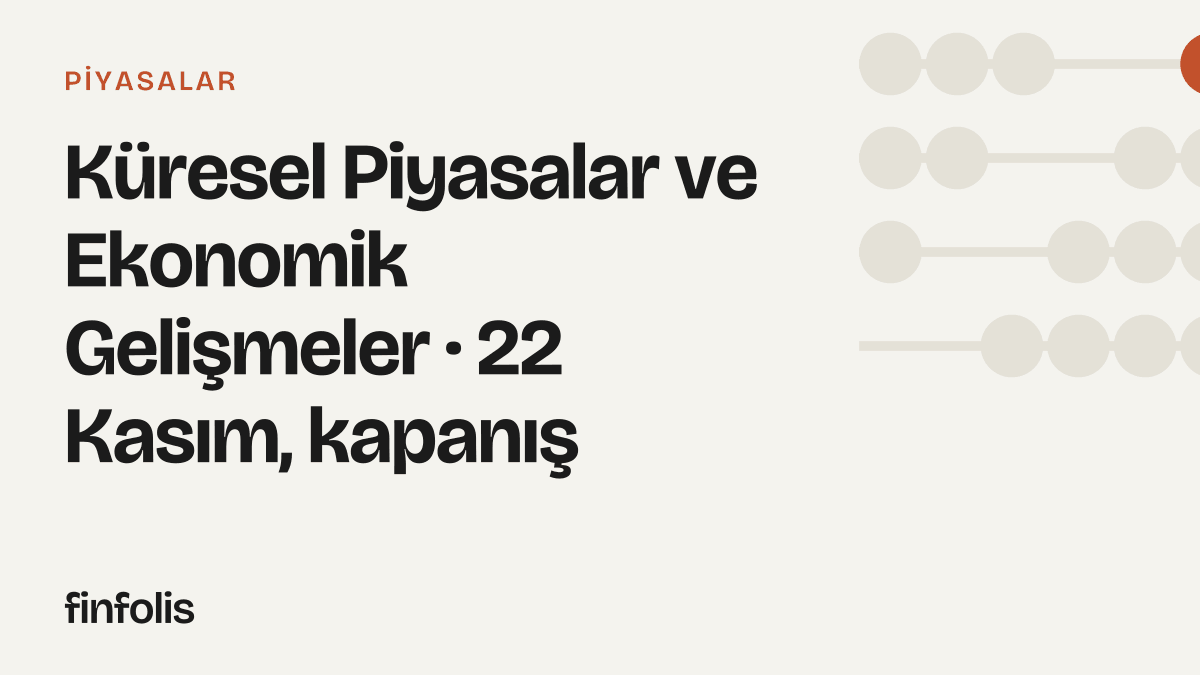 PİYASALAR
Küresel Piyasalar ve
Ekonomik
Gelişmeler · 22
Kasım, kapanış
finfolis